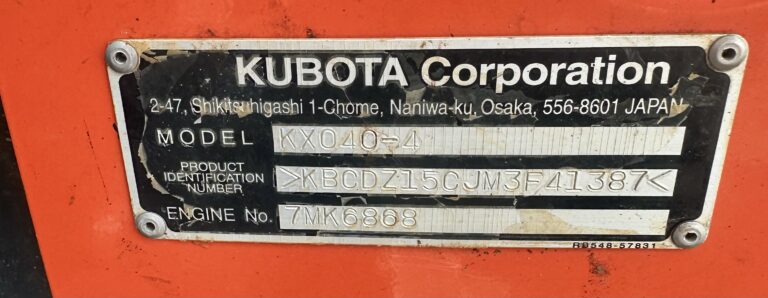 KUBOTA Corporation
2-47, Shikitsuhigashi 1-Chome, Naniwa-ku, Osaka, 556-8601 JAPAN
MODEL KX040-4
PRODUCT IDENTIFICATION NUMBER >KBCDZ15CJM3F41387<
ENGINE No. 7MK6868
RD548-57831